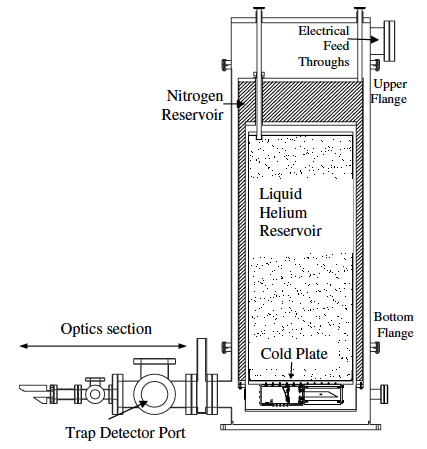 Electrical
Feed
Throughs
Upper
Flange
Nitrogen
Reservoir
Liquid
Helium
Reservoir
Bottom
Flange
Optics section
Cold Plate
Trap Detector Port